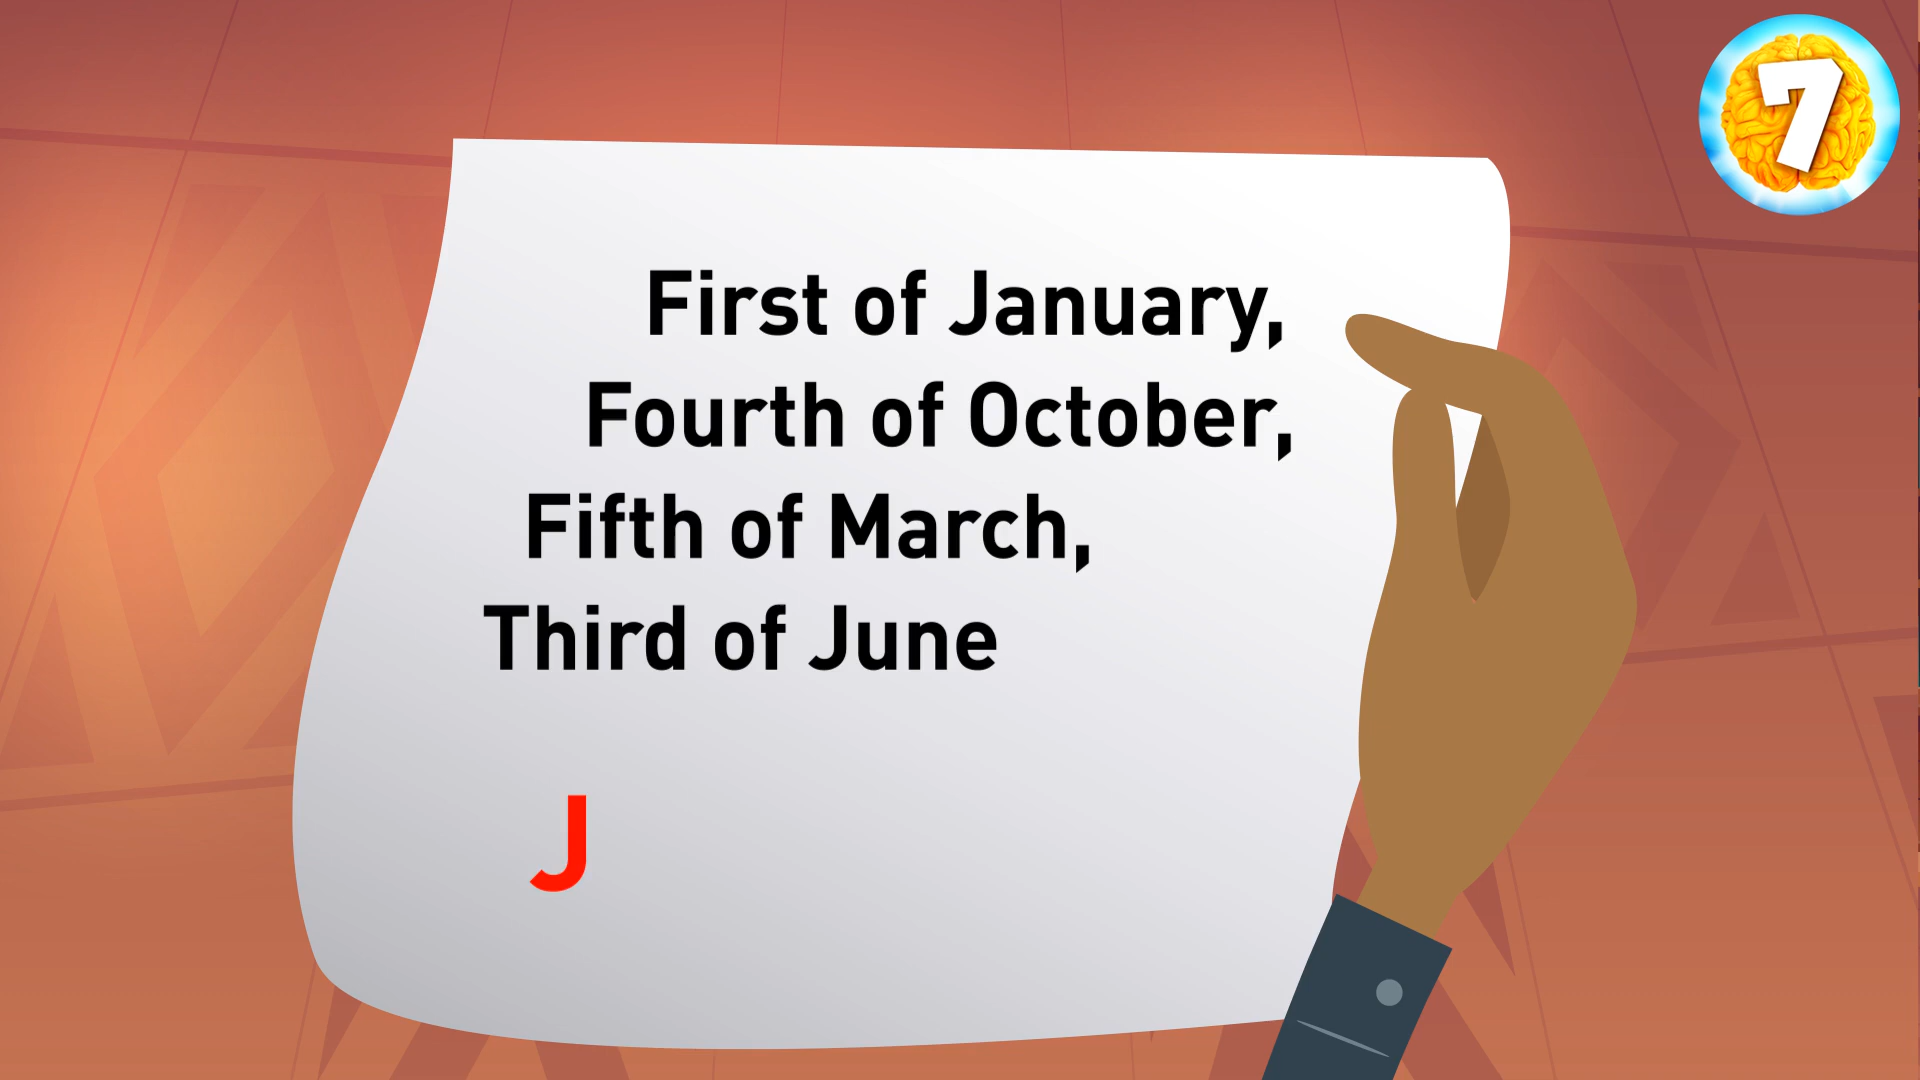 7
First of January,
Fourth of October,
Fifth of March,
Third of June
J